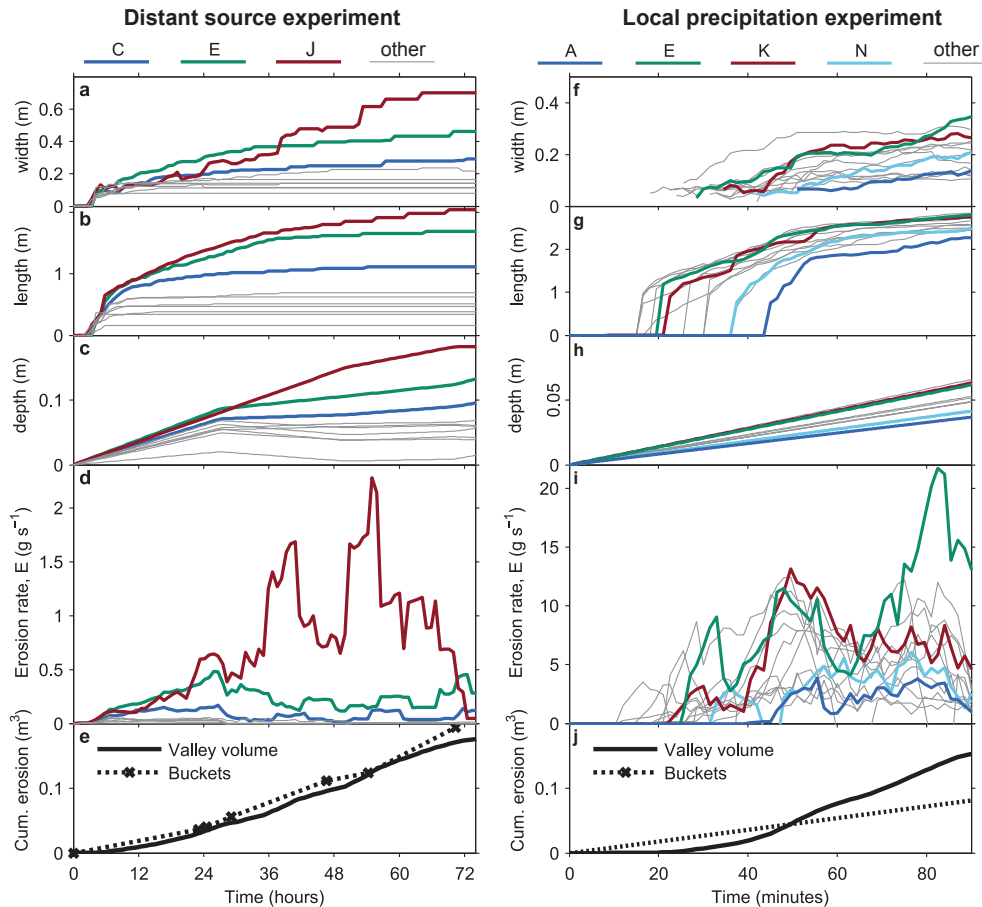 Distant source experiment
C E J other
a
width (m)
0.6
0.4
0.2
0
b
length (m)
1
0
c
depth (m)
0.1
0
d
Erosion rate, E (g s⁻¹)
2
1.5
1
0.5
0
e
Valley volume
Buckets
Cum. erosion (m³)
0.1
0
0 12 24 36 48 60 72
Time (hours)
Local precipitation experiment
A E K N other
f
width (m)
0.4
0.2
0
g
length (m)
2
1
0
h
depth (m)
0.05
0
i
Erosion rate, E (g s⁻¹)
20
15
10
5
0
j
Valley volume
Buckets
Cum. erosion (m³)
0.1
0
0 20 40 60 80
Time (minutes)